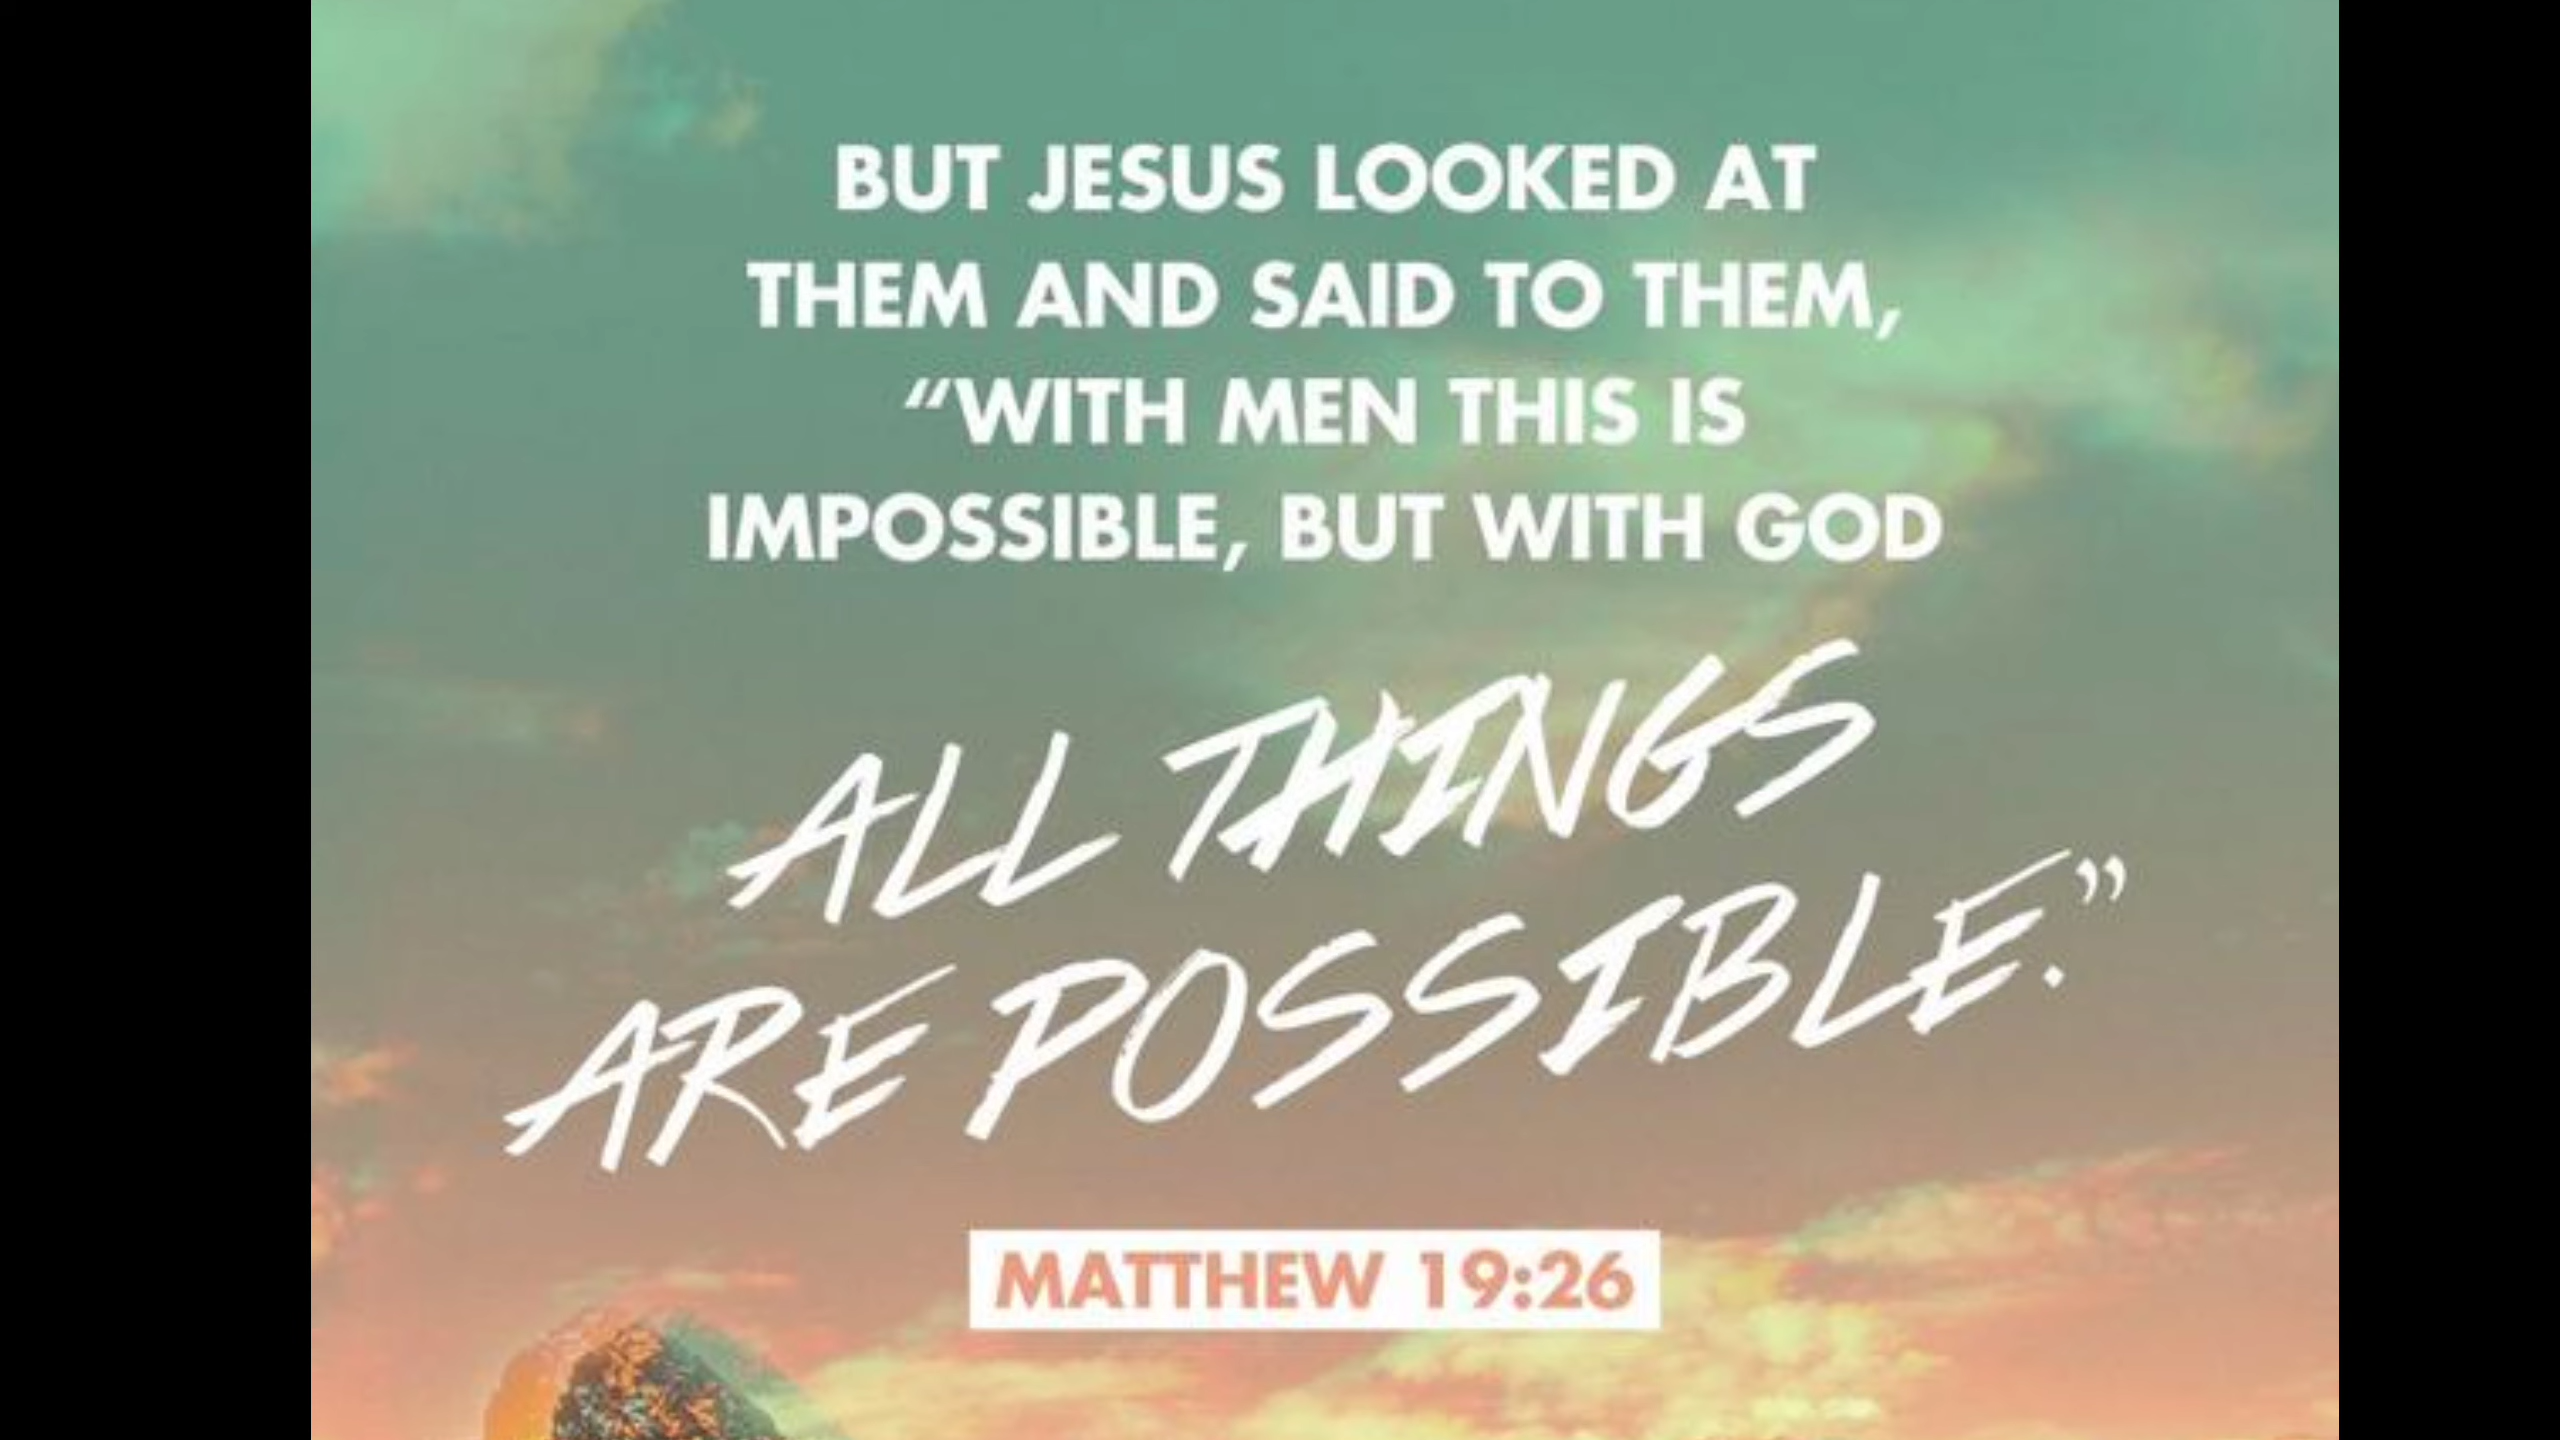 BUT JESUS LOOKED AT
THEM AND SAID TO THEM,
“WITH MEN THIS IS
IMPOSSIBLE, BUT WITH GOD
ALL THINGS
ARE POSSIBLE.”
MATTHEW 19:26